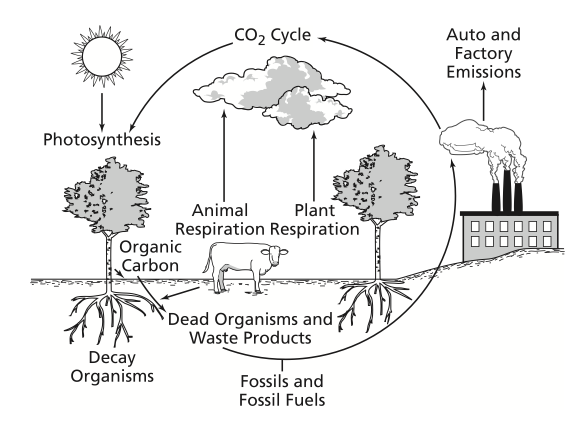 CO₂ Cycle
Auto and
Factory
Emissions
Photosynthesis
Animal
Respiration
Plant
Respiration
Organic
Carbon
Dead Organisms and
Waste Products
Decay
Organisms
Fossils and
Fossil Fuels